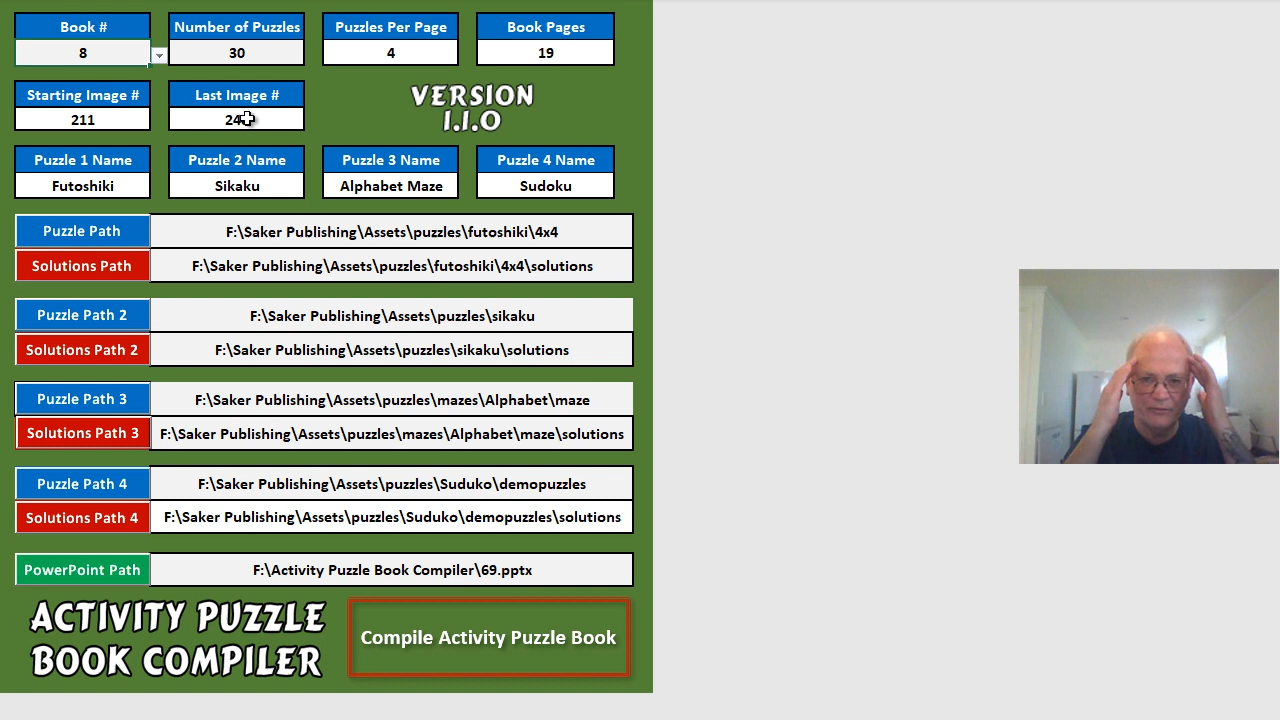 Book #
Number of Puzzles
Puzzles Per Page
Book Pages
8
30
4
19
Starting Image #
Last Image #
211
VERSION
1.1.0
Puzzle 1 Name
Puzzle 2 Name
Puzzle 3 Name
Puzzle 4 Name
Futoshiki
Sikaku
Alphabet Maze
Sudoku
Puzzle Path
F:\Saker Publishing\Assets\puzzles\futoshiki\4x4
Solutions Path
F:\Saker Publishing\Assets\puzzles\futoshiki\4x4\solutions
Puzzle Path 2
F:\Saker Publishing\Assets\puzzles\sikaku
Solutions Path 2
F:\Saker Publishing\Assets\puzzles\sikaku\solutions
Puzzle Path 3
F:\Saker Publishing\Assets\puzzles\mazes\Alphabet\maze
Solutions Path 3
F:\Saker Publishing\Assets\puzzles\mazes\Alphabet\maze\solutions
Puzzle Path 4
F:\Saker Publishing\Assets\puzzles\Suduko\demopuzzles
Solutions Path 4
F:\Saker Publishing\Assets\puzzles\Suduko\demopuzzles\solutions
PowerPoint Path
F:\Activity Puzzle Book Compiler\69.pptx
ACTIVITY PUZZLE
BOOK COMPILER
Compile Activity Puzzle Book